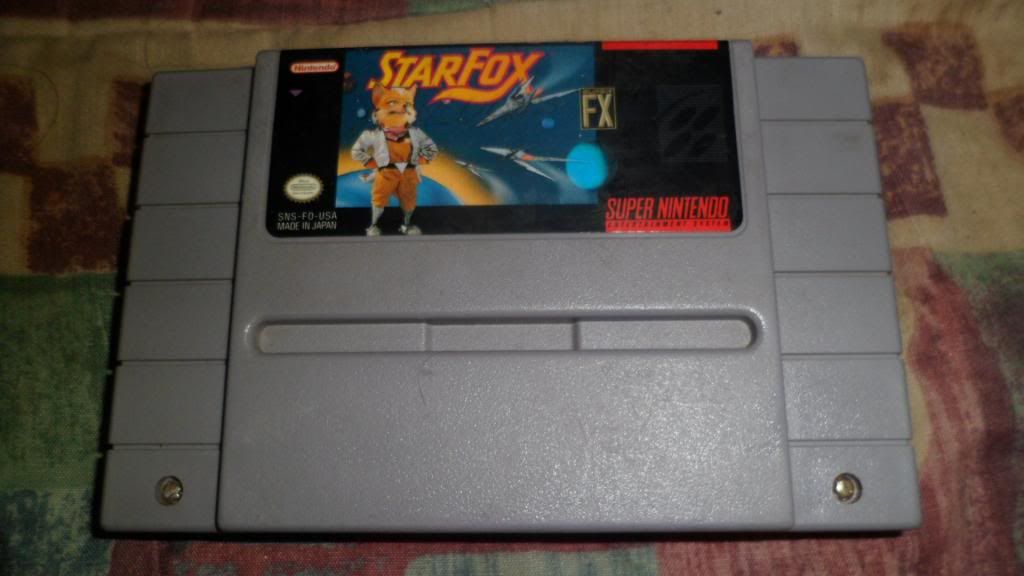 Nintendo
STARFOX
FX
SNS-FO-USA
MADE IN JAPAN
SUPER NINTENDO
ENTERTAINMENT SYSTEM